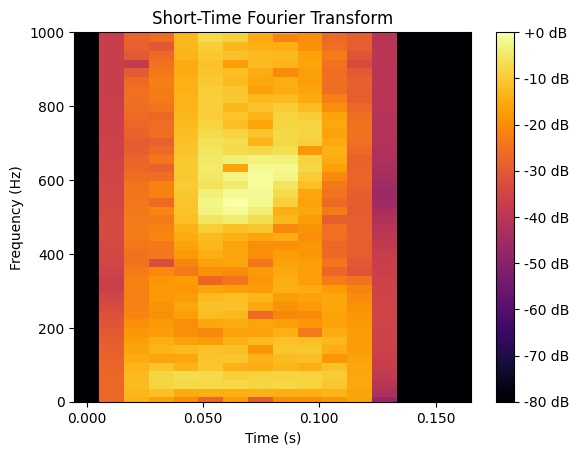 Short-Time Fourier Transform
Frequency (Hz)
1000
800
600
400
200
0
0.000
0.050
0.100
0.150
Time (s)
+0 dB
-10 dB
-20 dB
-30 dB
-40 dB
-50 dB
-60 dB
-70 dB
-80 dB